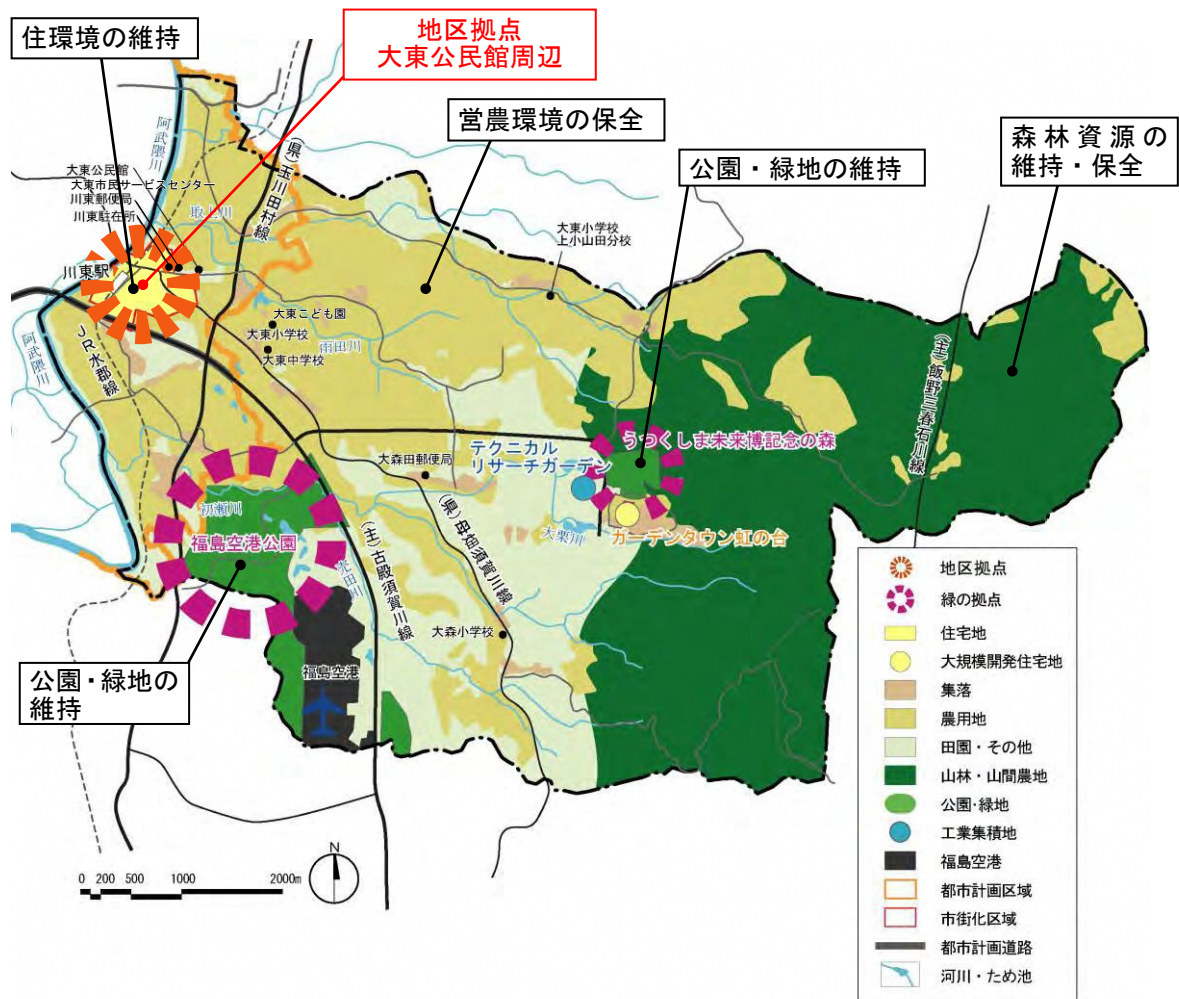 住環境の維持
地区拠点
大東公民館周辺
営農環境の保全
公園・緑地の維持
森林資源の
維持・保全
阿武隈川
(県)玉川田村線
大東公民館
大東市民サービスセンター
川東郵便局
川東駐在所
取上川
川東駅
大東小学校
上小山田分校
阿武隈川
JR水郡線
大東こども園
大東小学校
雨田川
大東中学校
(主)飯野三春石川線
うつくしま未来博記念の森
テクニカル
リサーチガーデン
大森田郵便局
初瀬川
福島空港公園
(主)古殿須賀川線
(県)母畑須賀川線
大栗川
ガーデンタウン虹の台
大森小学校
福島空港
公園・緑地の
維持
N
0 200 500 1000 2000m
地区拠点
緑の拠点
住宅地
大規模開発住宅地
集落
農用地
田園・その他
山林・山間農地
公園・緑地
工業集積地
福島空港
都市計画区域
市街化区域
都市計画道路
河川・ため池